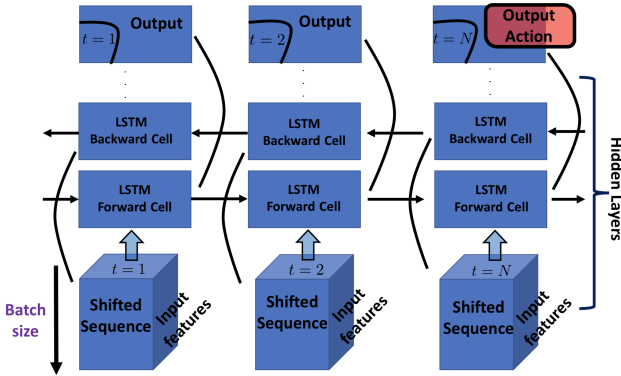 t = 1
Output
t = 2
Output
t = N
Output
Action
LSTM
Backward Cell
LSTM
Backward Cell
LSTM
Backward Cell
LSTM
Forward Cell
LSTM
Forward Cell
LSTM
Forward Cell
Hidden Layers
t = 1
t = 2
t = N
Batch
size
Shifted
Sequence
Input
features
Shifted
Sequence
Input
features
Shifted
Sequence
Input
features